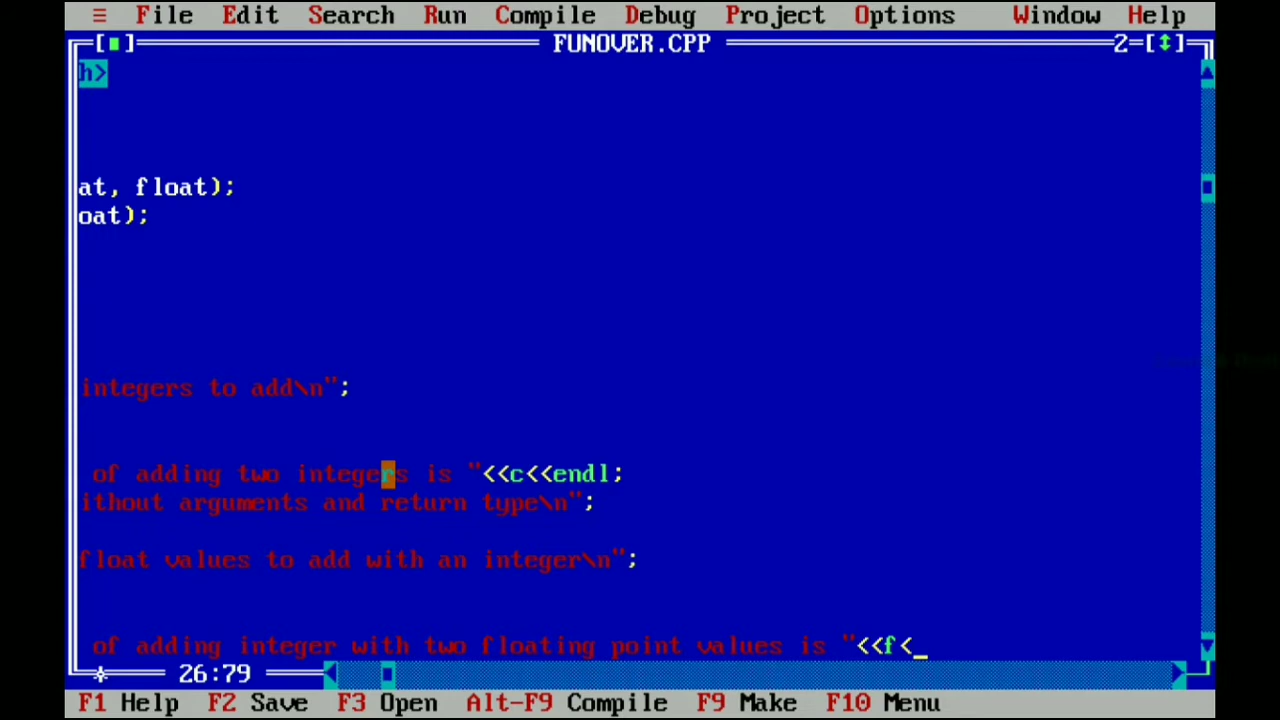 ≡ File Edit Search Run Compile Debug Project Options Window Help
[■] FUNOVER.CPP 2=[↕]
h>
at, float);
oat);
integers to add\n";
of adding two integers is "<<c<<endl;
ithout arguments and return type\n";
float values to add with an integer\n";
of adding integer with two floating point values is "<<f<_
26:79
F1 Help F2 Save F3 Open Alt-F9 Compile F9 Make F10 Menu